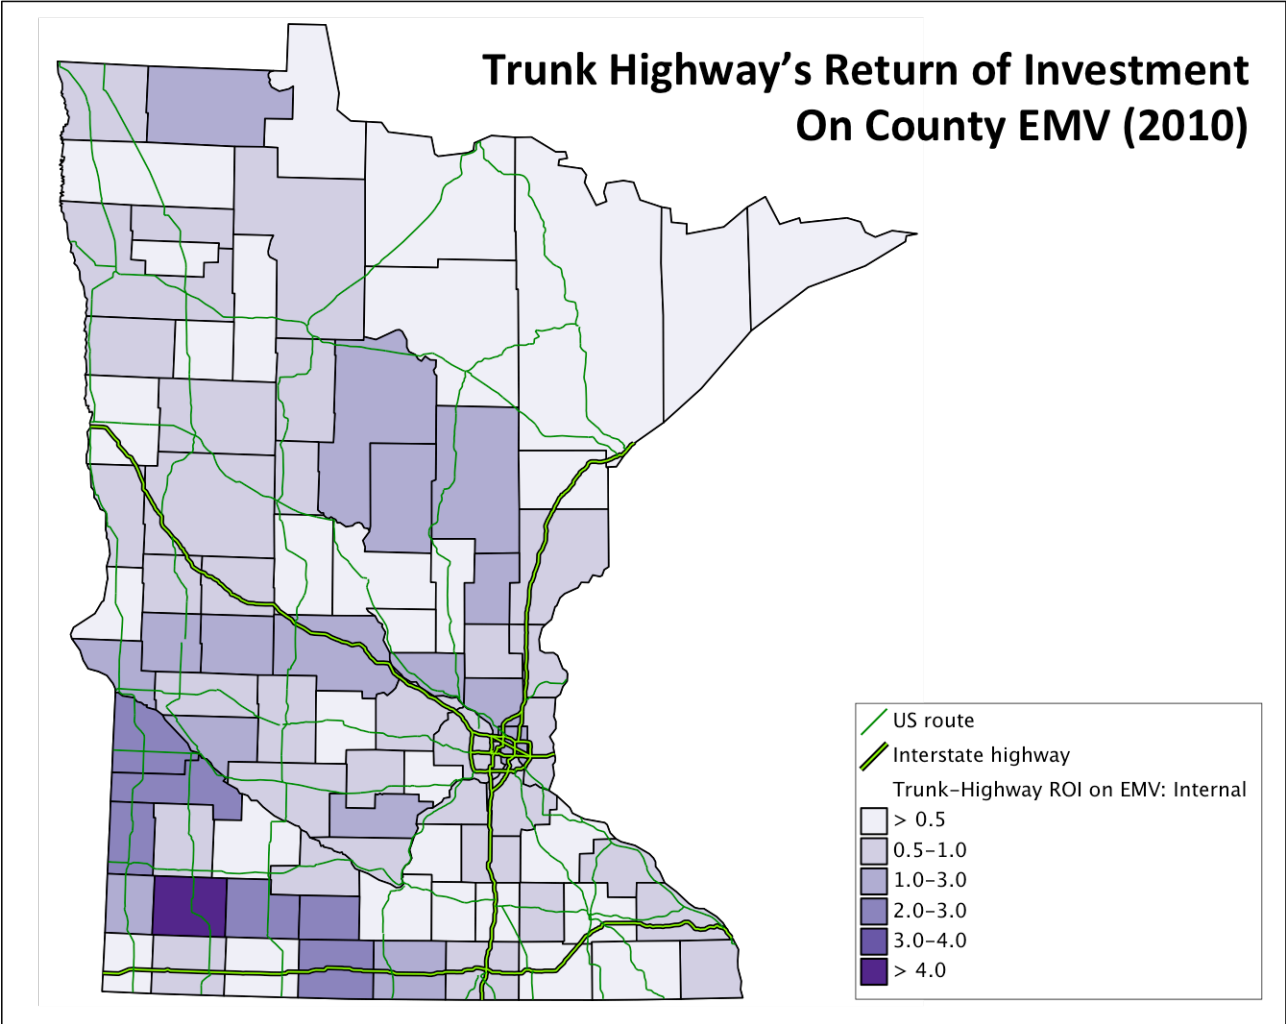 Trunk Highway’s Return of Investment
On County EMV (2010)
US route
Interstate highway
Trunk-Highway ROI on EMV: Internal
> 0.5
0.5-1.0
1.0-3.0
2.0-3.0
3.0-4.0
> 4.0